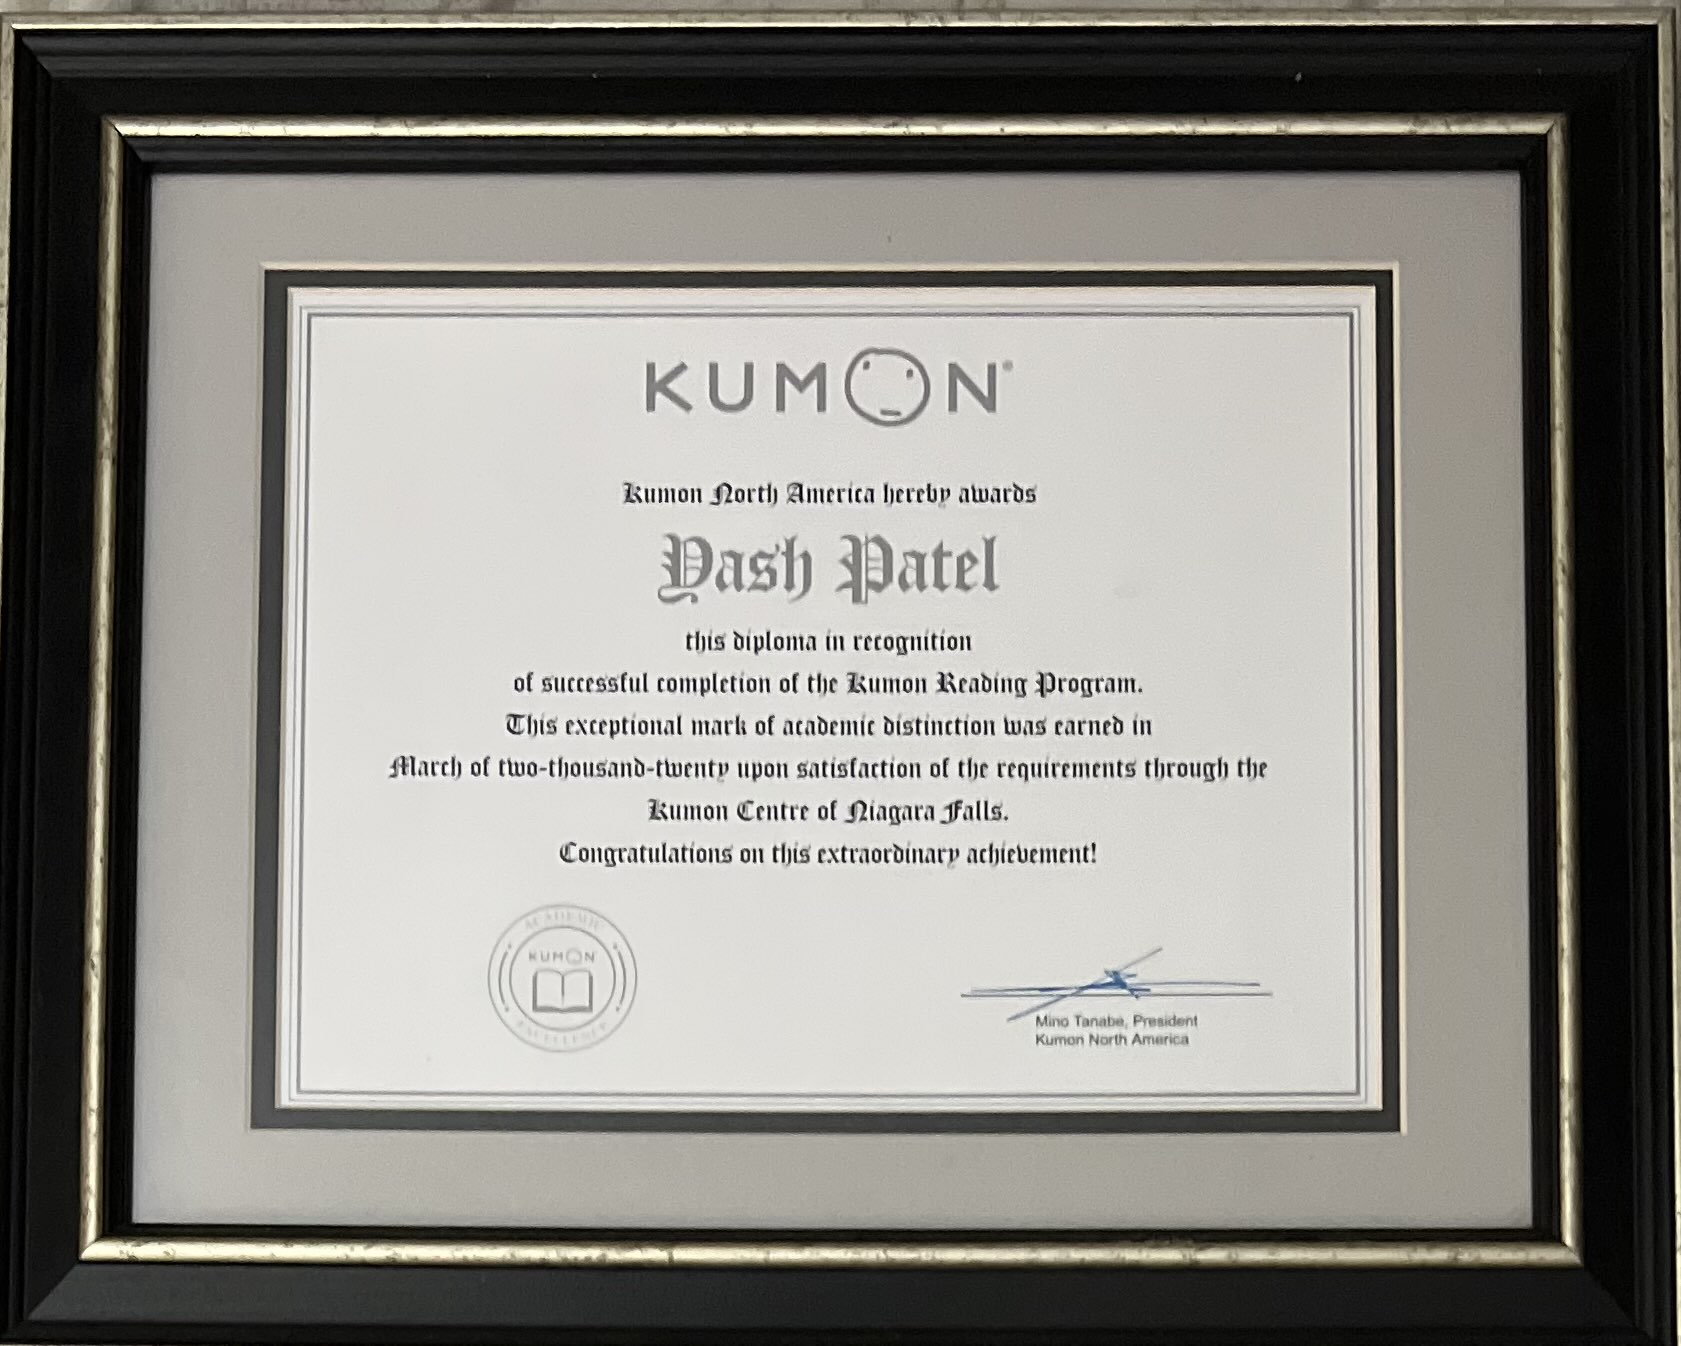 KUMON®
Kumon North America hereby awards
Yash Patel
this diploma in recognition
of successful completion of the Kumon Reading Program.
This exceptional mark of academic distinction was earned in
March of two-thousand-twenty upon satisfaction of the requirements through the
Kumon Centre of Niagara Falls.
Congratulations on this extraordinary achievement!
ACADEMIC
KUMON
EXCELLENCE
Mino Tanabe, President
Kumon North America